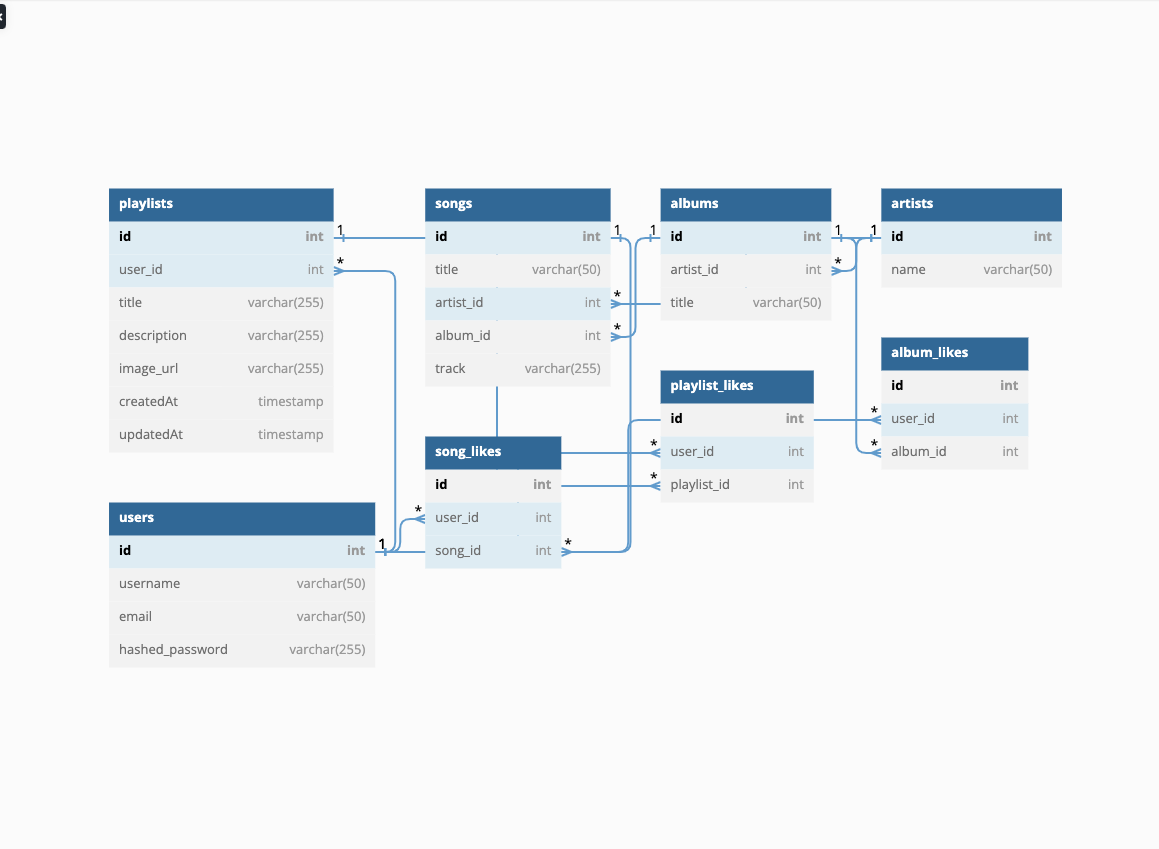 playlists
id int
user_id int
title varchar(255)
description varchar(255)
image_url varchar(255)
createdAt timestamp
updatedAt timestamp
1
*
songs
id int
title varchar(50)
artist_id int
album_id int
track varchar(255)
1
*
*
albums
1
id int
artist_id int
title varchar(50)
1
*
artists
1
id int
name varchar(50)
album_likes
id int
* user_id int
* album_id int
playlist_likes
id int
* user_id int
* playlist_id int
song_likes
id int
* user_id int
song_id int *
users
id int 1
username varchar(50)
email varchar(50)
hashed_password varchar(255)